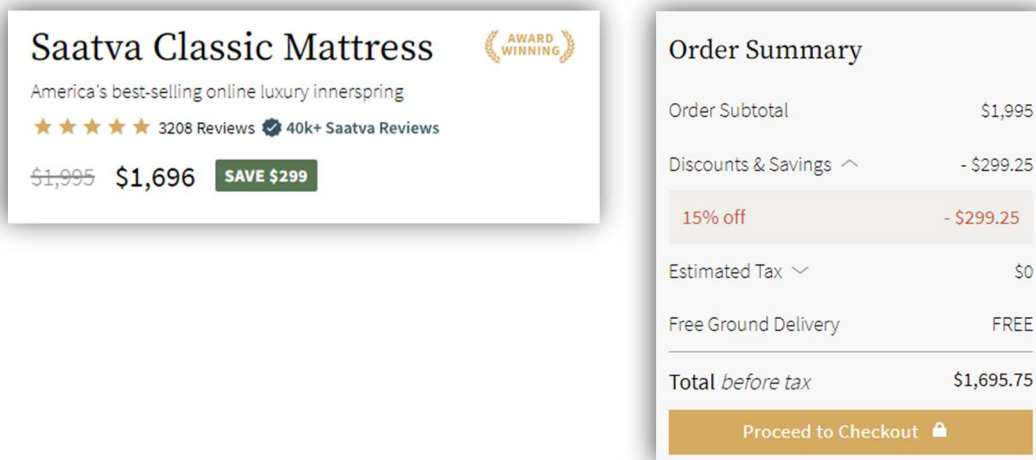 Saatva Classic Mattress
AWARD
WINNING
America's best-selling online luxury innerspring
3208 Reviews 40k+ Saatva Reviews
$1,995 $1,696 SAVE $299
Order Summary
Order Subtotal $1,995
Discounts & Savings - $299.25
15% off - $299.25
Estimated Tax $0
Free Ground Delivery FREE
Total before tax $1,695.75
Proceed to Checkout